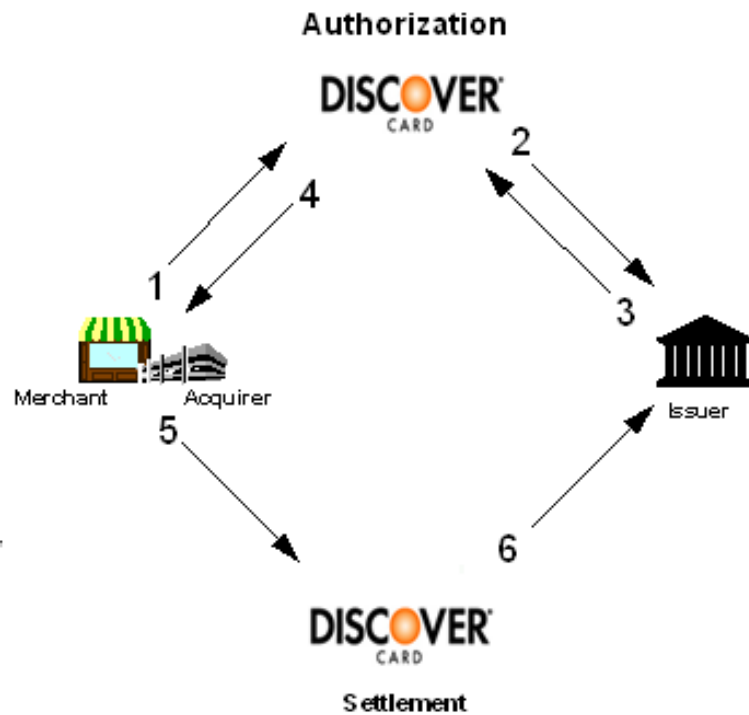 Authorization
DISCOVER
CARD
2
4
1
3
Merchant
Acquirer
Issuer
5
6
DISCOVER
CARD
Settlement